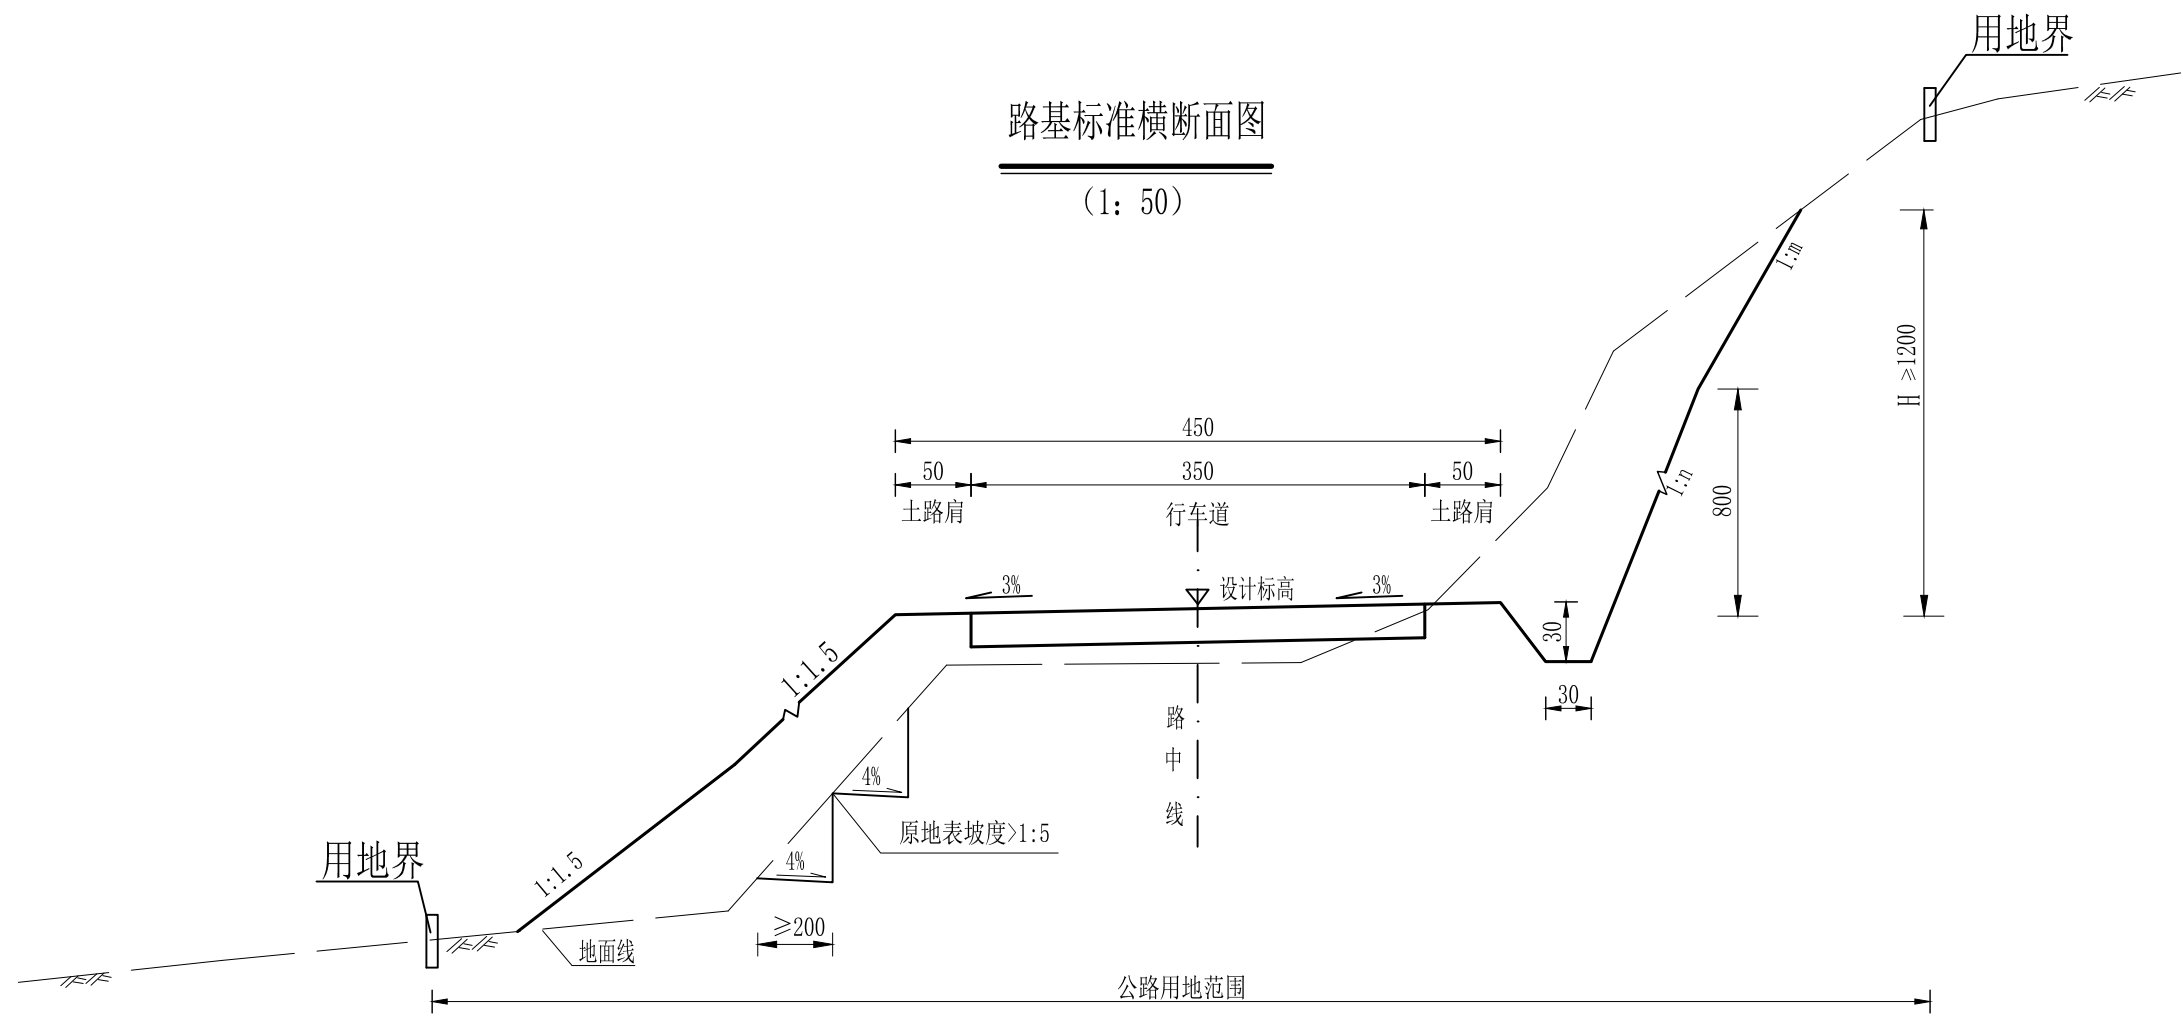 用地界
路基标准横断面图
（1：50）
1:m
H ≥1200
450
50
350
50
土路肩
行车道
土路肩
1:n
800
3%
设计标高
3%
30
1:1.5
30
路中线
4%
原地表坡度>1:5
用地界
1:1.5
4%
≥200
地面线
公路用地范围